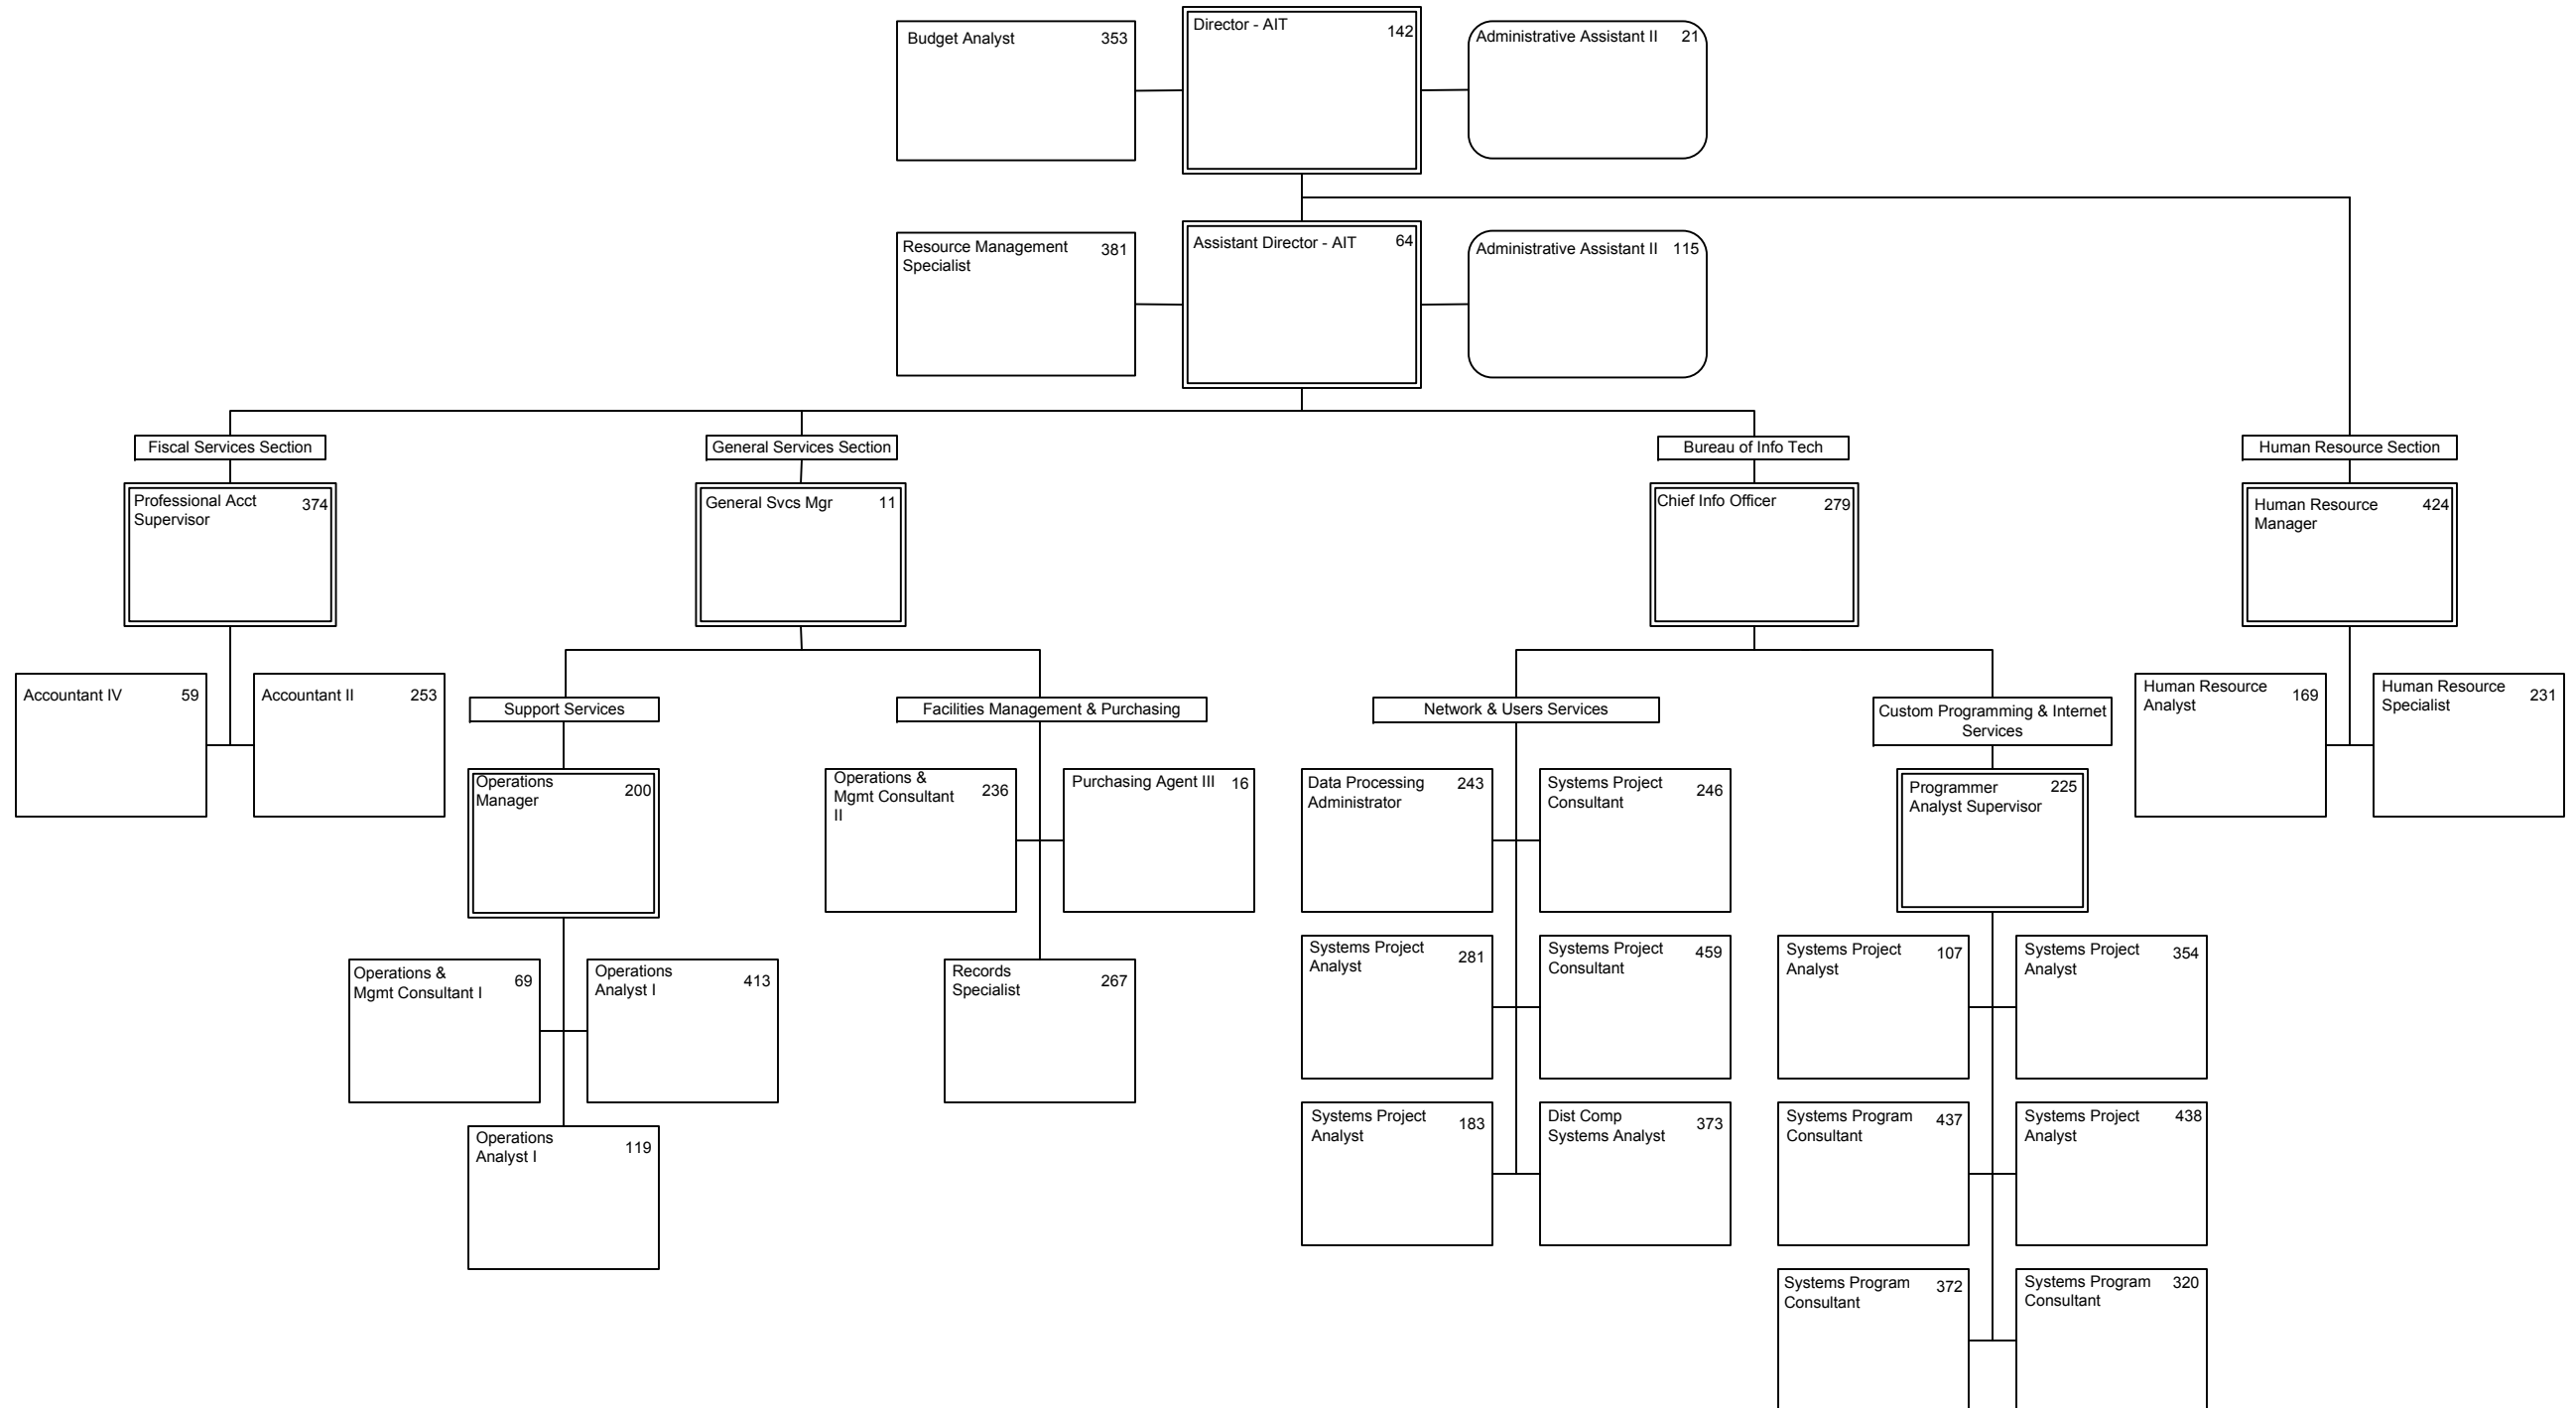 Budget Analyst 353
Director - AIT 142
Administrative Assistant II 21
Resource Management 381
Specialist
Assistant Director - AIT 64
Administrative Assistant II 115
Fiscal Services Section
General Services Section
Bureau of Info Tech
Human Resource Section
Professional Acct 374
Supervisor
General Svcs Mgr 11
Chief Info Officer 279
Human Resource 424
Manager
Accountant IV 59
Accountant II 253
Support Services
Facilities Management & Purchasing
Network & Users Services
Custom Programming & Internet
Services
Human Resource 169
Analyst
Human Resource 231
Specialist
Operations 200
Manager
Operations & 236
Mgmt Consultant
II
Purchasing Agent III 16
Data Processing 243
Administrator
Systems Project 246
Consultant
Programmer 225
Analyst Supervisor
Operations & 69
Mgmt Consultant I
Operations 413
Analyst I
Records 267
Specialist
Systems Project 281
Analyst
Systems Project 459
Consultant
Systems Project 107
Analyst
Systems Project 354
Analyst
Operations 119
Analyst I
Systems Project 183
Analyst
Dist Comp 373
Systems Analyst
Systems Program 437
Consultant
Systems Project 438
Analyst
Systems Program 372
Consultant
Systems Program 320
Consultant